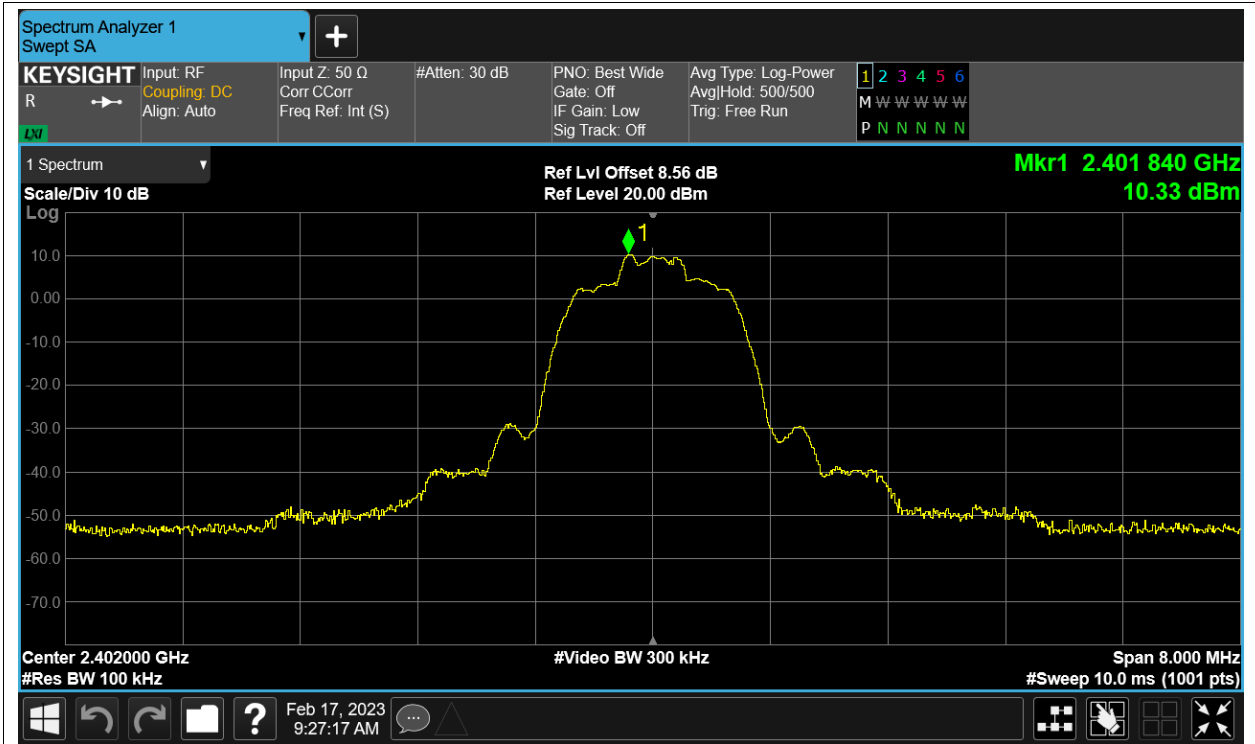 Spectrum Analyzer 1
Swept SA
KEYSIGHT
R
LXI
Input: RF
Coupling: DC
Align: Auto
Input Z: 50 Ω
Corr CCorr
Freq Ref: Int (S)
#Atten: 30 dB
PNO: Best Wide
Gate: Off
IF Gain: Low
Sig Track: Off
Avg Type: Log-Power
Avg|Hold: 500/500
Trig: Free Run
1 2 3 4 5 6
M W W W W W
P N N N N N
1 Spectrum
Scale/Div 10 dB
Log
Ref Lvl Offset 8.56 dB
Ref Level 20.00 dBm
Mkr1 2.401 840 GHz
10.33 dBm
1
10.0
0.00
-10.0
-20.0
-30.0
-40.0
-50.0
-60.0
-70.0
Center 2.402000 GHz
#Res BW 100 kHz
#Video BW 300 kHz
Span 8.000 MHz
#Sweep 10.0 ms (1001 pts)
?
Feb 17, 2023
9:27:17 AM